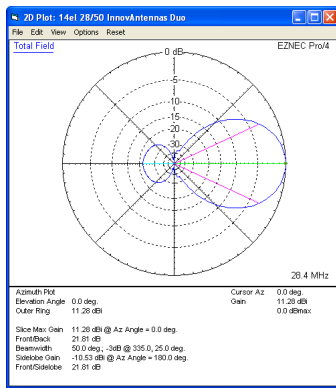 2D Plot: 14el 28/50 InnovAntennas Duo
File Edit View Options Reset
Total Field
0 dB
EZNEC Pro/4
-5
-10
-15
-20
-30
28.4 MHz
Azimuth Plot
Cursor Az 0.0 deg.
Elevation Angle 0.0 deg.
Gain 11.28 dBi
Outer Ring 11.28 dBi
0.0 dBmax
Slice Max Gain 11.28 dBi @ Az Angle = 0.0 deg.
Front/Back 21.81 dB
Beamwidth 50.0 deg.; -3dB @ 335.0, 25.0 deg.
Sidelobe Gain -10.53 dBi @ Az Angle = 180.0 deg.
Front/Sidelobe 21.81 dB